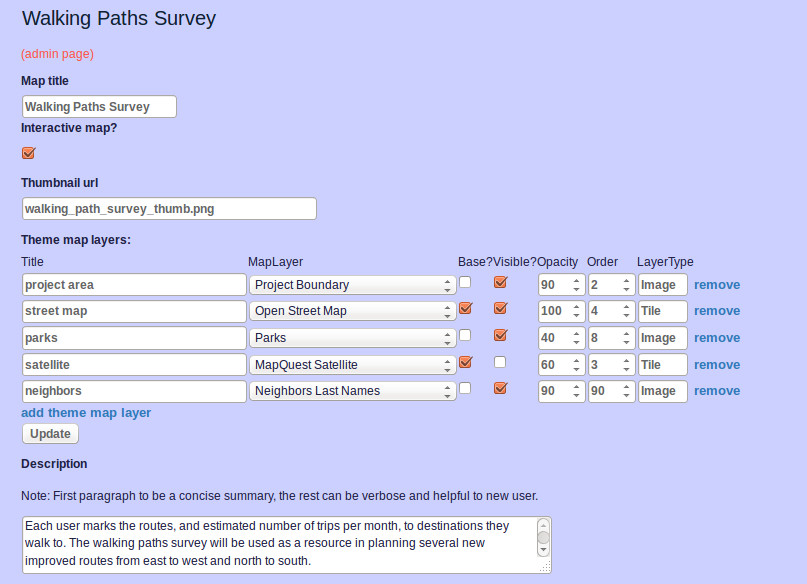 Walking Paths Survey
(admin page)
Map title
Walking Paths Survey
Interactive map?
Thumbnail url
walking_path_survey_thumb.png
Theme map layers:
Title MapLayer Base?Visible?Opacity Order LayerType
project area Project Boundary 90 2 Image remove
street map Open Street Map 100 4 Tile remove
parks Parks 40 8 Image remove
satellite MapQuest Satellite 60 3 Tile remove
neighbors Neighbors Last Names 90 90 Image remove
add theme map layer
Update
Description
Note: First paragraph to be a concise summary, the rest can be verbose and helpful to new user.
Each user marks the routes, and estimated number of trips per month, to destinations they
walk to. The walking paths survey will be used as a resource in planning several new
improved routes from east to west and north to south.